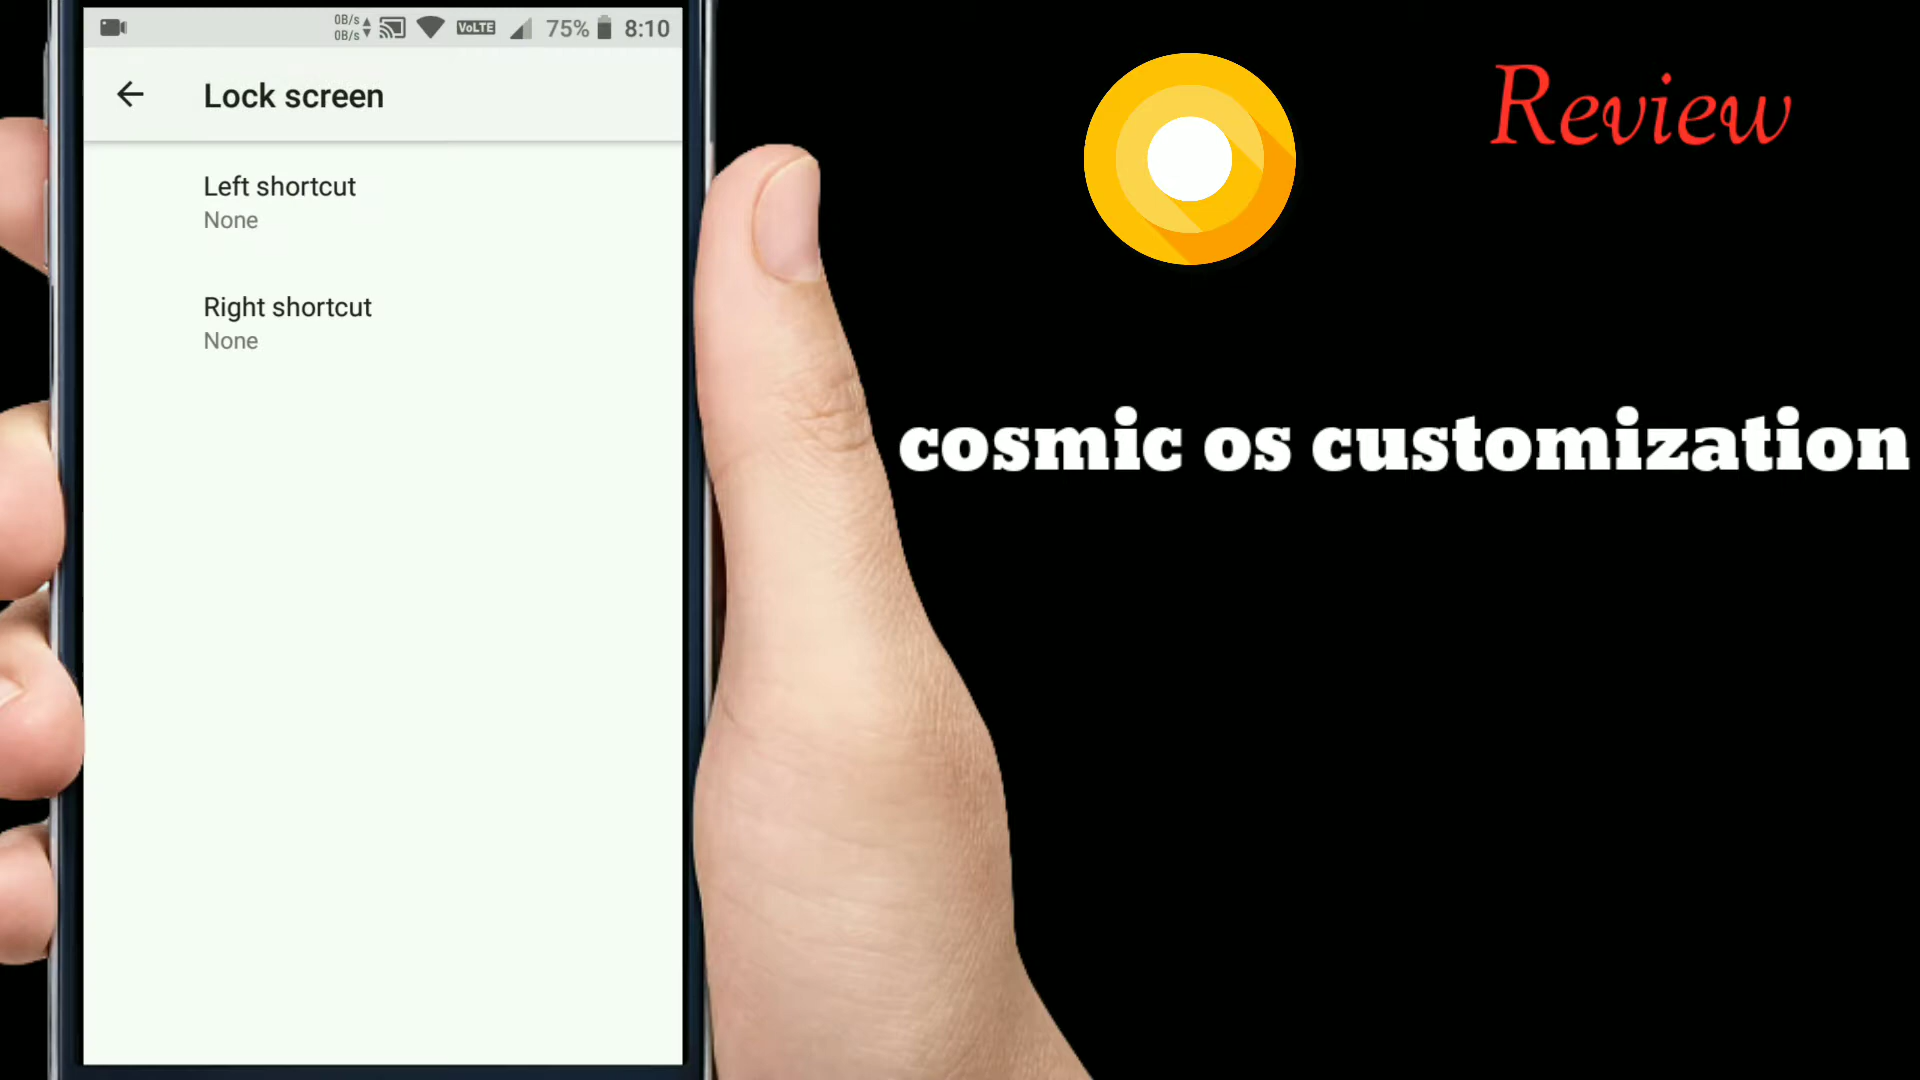 0B/s
0B/s
VoLTE 75% 8:10
Lock screen
Left shortcut
None
Right shortcut
None
Review
cosmic os customization